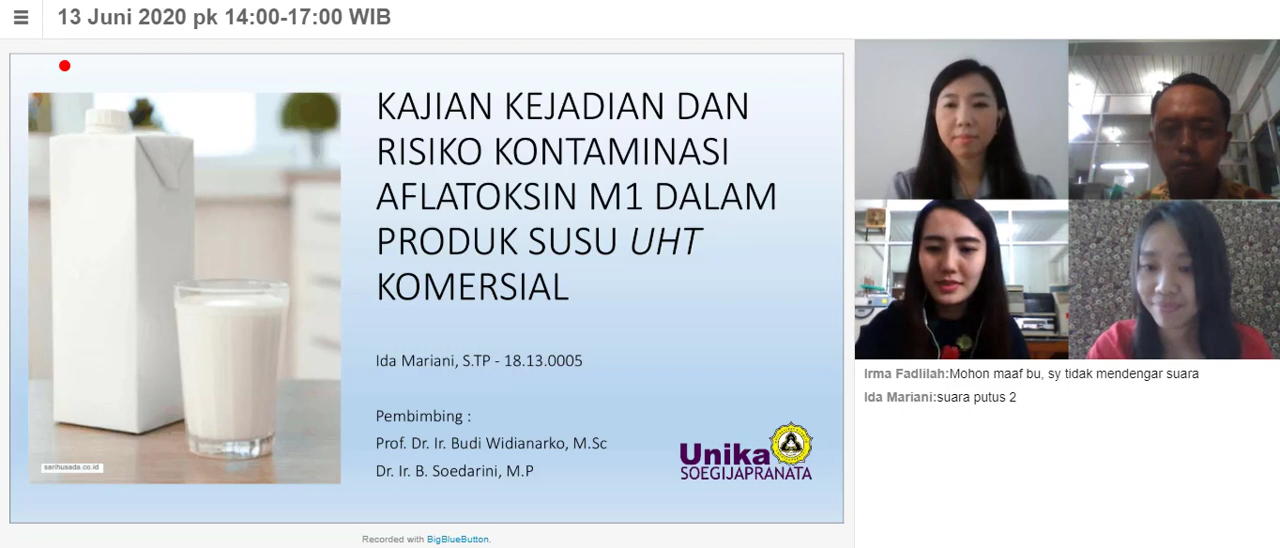 13 Juni 2020 pk 14:00-17:00 WIB
KAJIAN KEJADIAN DAN
RISIKO KONTAMINASI
AFLATOKSIN M1 DALAM
PRODUK SUSU UHT
KOMERSIAL
Ida Mariani, S.TP - 18.13.0005
Pembimbing :
Prof. Dr. Ir. Budi Widianarko, M.Sc
Dr. Ir. B. Soedarini, M.P
sarihusada.co.id
Unika
SOEGIJAPRANATA
Recorded with BigBlueButton.
Irma Fadlilah:Mohon maaf bu, sy tidak mendengar suara
Ida Mariani:suara putus 2